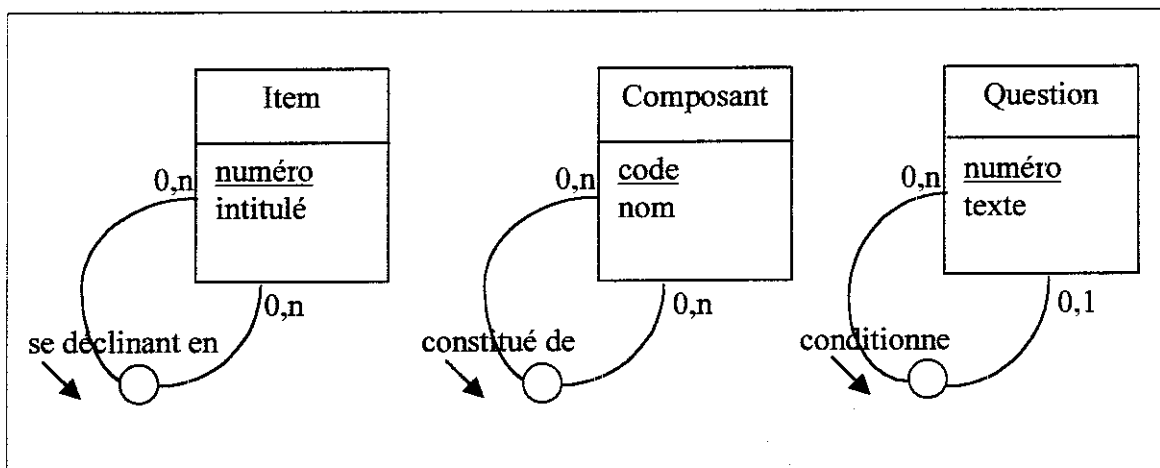 Item
numéro
intitulé
0,n
0,n
se déclinant en
Composant
code
nom
0,n
0,n
constitué de
Question
numéro
texte
0,n
0,1
conditionne